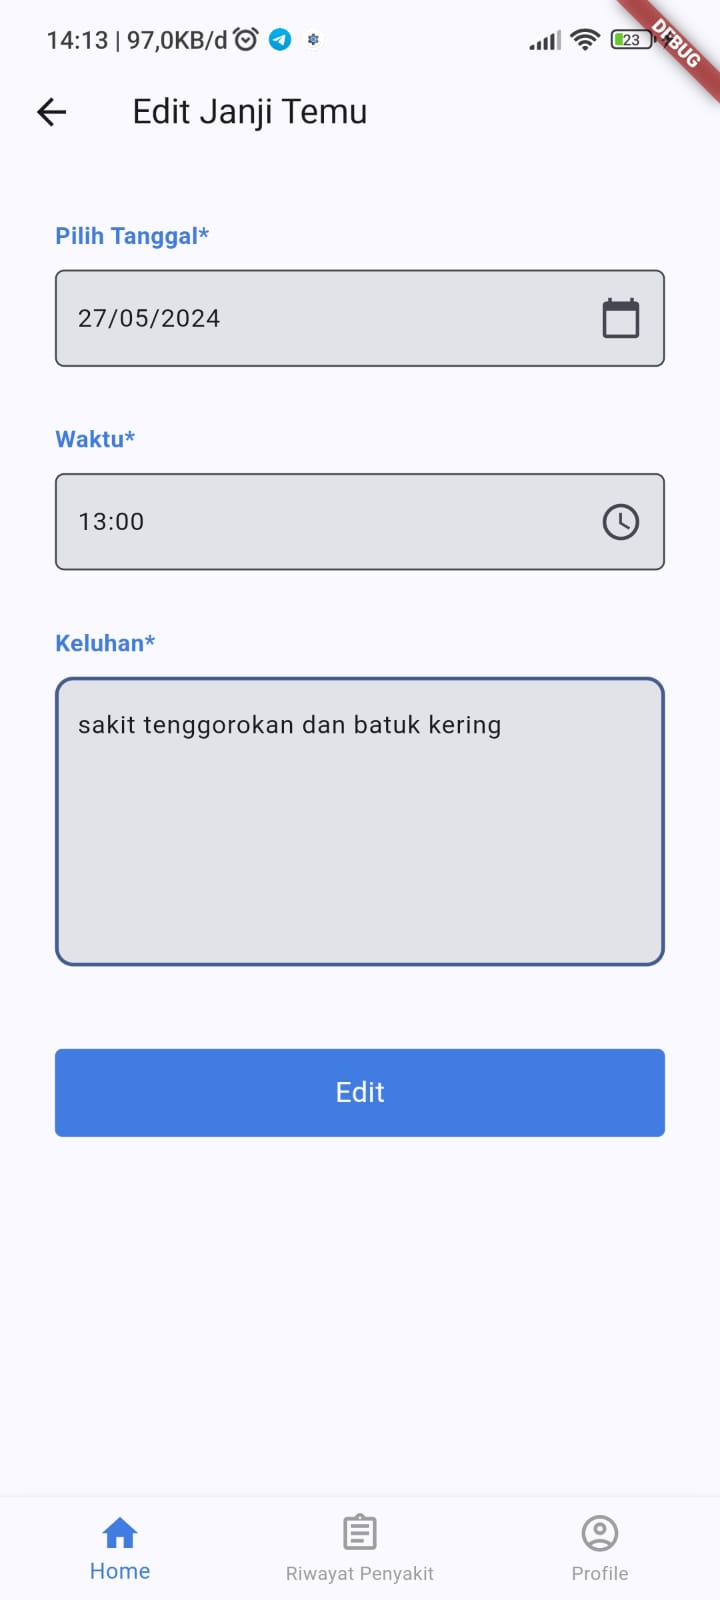 14:13 | 97,0KB/d
23
DEBUG
Edit Janji Temu
Pilih Tanggal*
27/05/2024
Waktu*
13:00
Keluhan*
sakit tenggorokan dan batuk kering
Edit
Home
Riwayat Penyakit
Profile